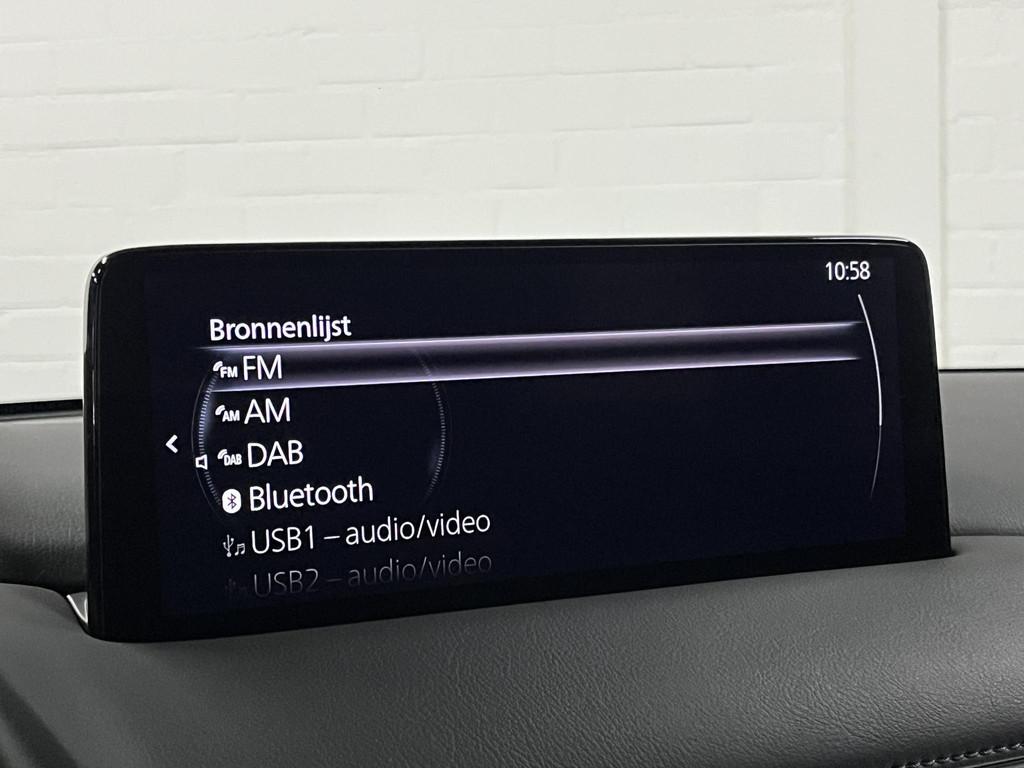 10:58
Bronnenlijst
FM FM
AM AM
DAB DAB
Bluetooth
USB1 – audio/video
USB2 – audio/video